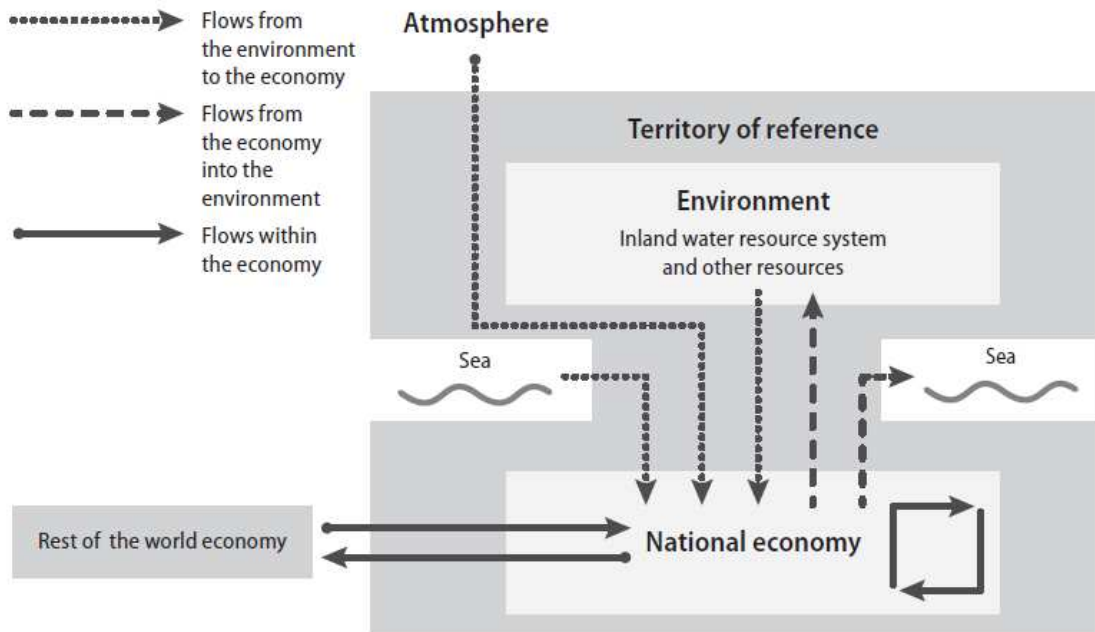 Flows from
the environment
to the economy
Flows from
the economy
into the
environment
Flows within
the economy
Atmosphere
Territory of reference
Environment
Inland water resource system
and other resources
Sea
Sea
Rest of the world economy
National economy